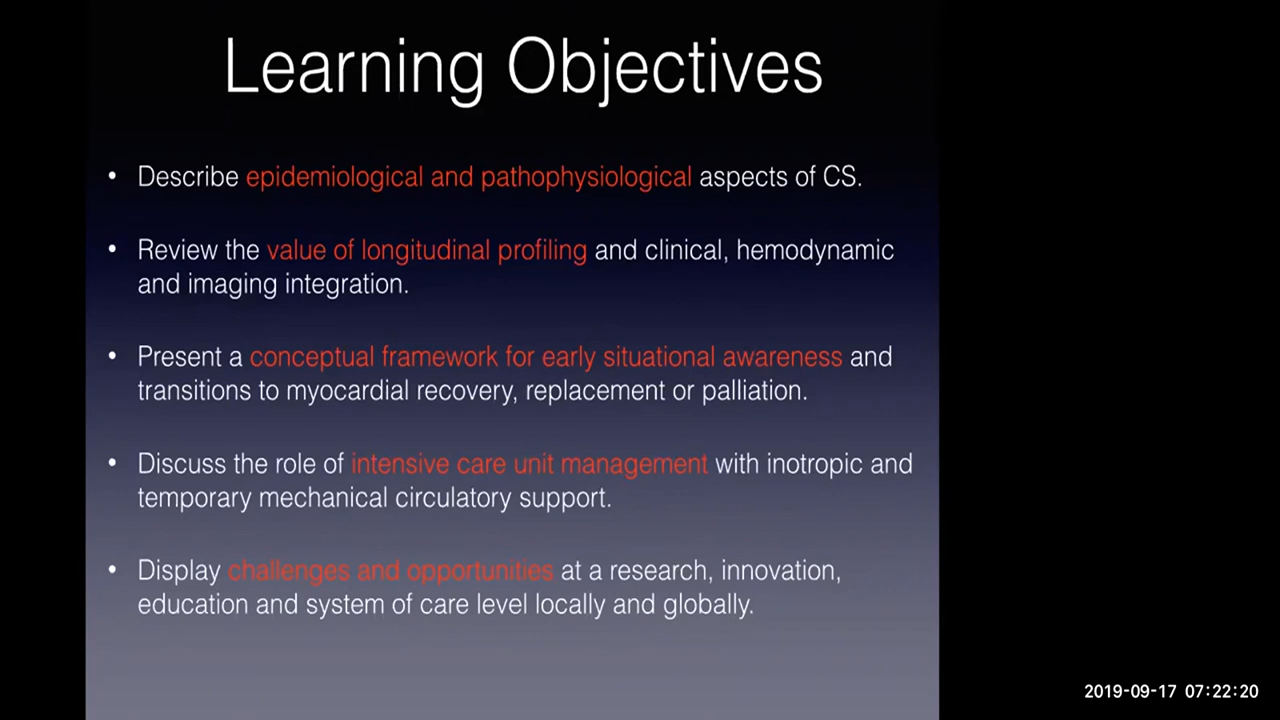 Learning Objectives
• Describe epidemiological and pathophysiological aspects of CS.
• Review the value of longitudinal profiling and clinical, hemodynamic
and imaging integration.
• Present a conceptual framework for early situational awareness and
transitions to myocardial recovery, replacement or palliation.
• Discuss the role of intensive care unit management with inotropic and
temporary mechanical circulatory support.
• Display challenges and opportunities at a research, innovation,
education and system of care level locally and globally.
2019-09-17 07:22:20